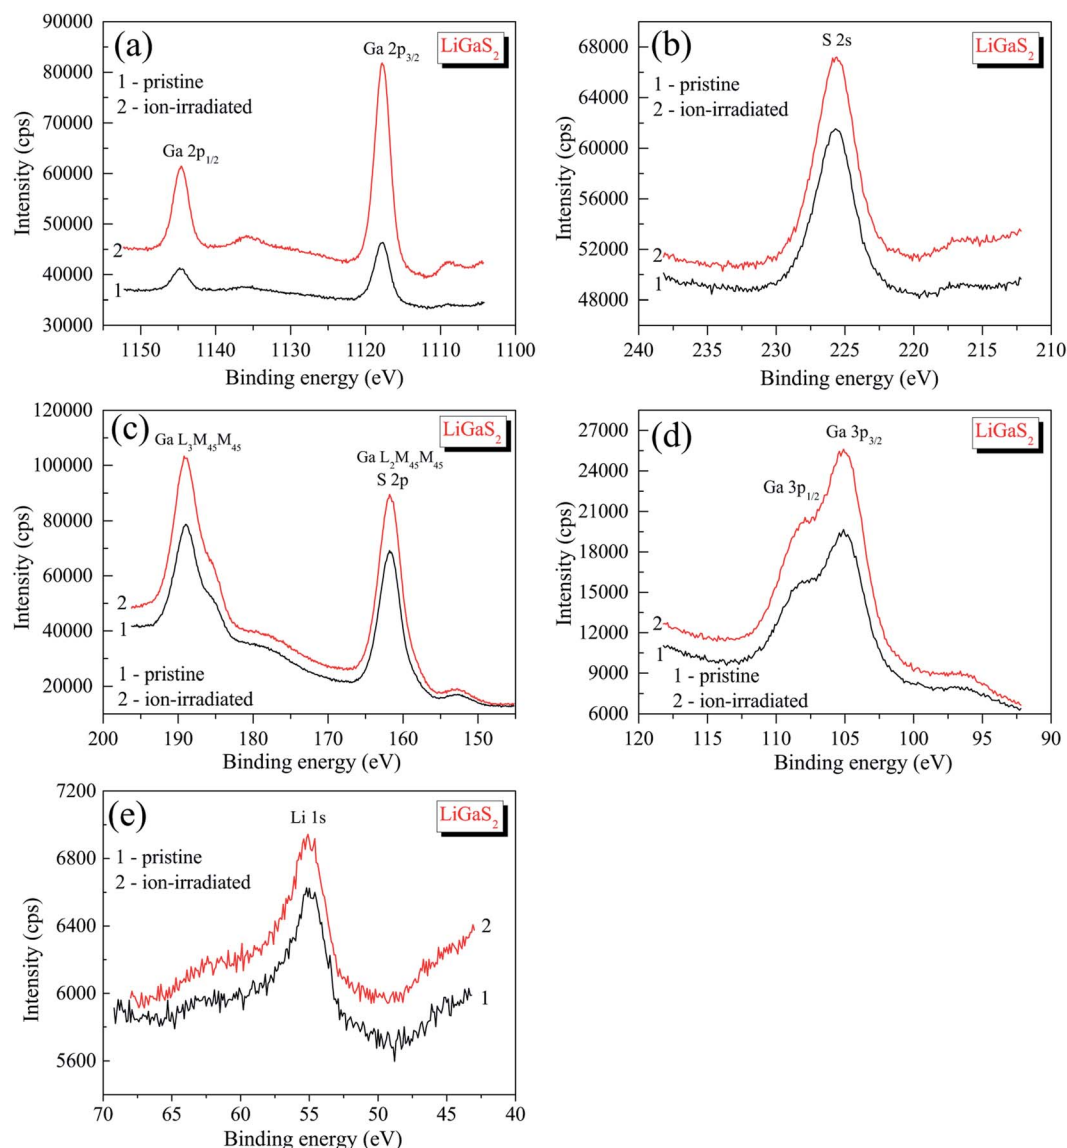 (a)
Ga 2p3/2
LiGaS2
1 - pristine
2 - ion-irradiated
Ga 2p1/2
2
1
90000
80000
70000
60000
50000
40000
30000
1150
1140
1130
1120
1110
1100
Intensity (cps)
Binding energy (eV)
(b)
S 2s
LiGaS2
1 - pristine
2 - ion-irradiated
2
1
68000
64000
60000
56000
52000
48000
240
235
230
225
220
215
210
Intensity (cps)
Binding energy (eV)
(c)
Ga L3M45M45
Ga L2M45M45
S 2p
LiGaS2
2
1
1 - pristine
2 - ion-irradiated
120000
100000
80000
60000
40000
20000
200
190
180
170
160
150
Intensity (cps)
Binding energy (eV)
(d)
Ga 3p3/2
Ga 3p1/2
LiGaS2
2
1
1 - pristine
2 - ion-irradiated
27000
24000
21000
18000
15000
12000
9000
6000
120
115
110
105
100
95
90
Intensity (cps)
Binding energy (eV)
(e)
Li 1s
LiGaS2
1 - pristine
2 - ion-irradiated
2
1
7200
6800
6400
6000
5600
70
65
60
55
50
45
40
Intensity (cps)
Binding energy (eV)